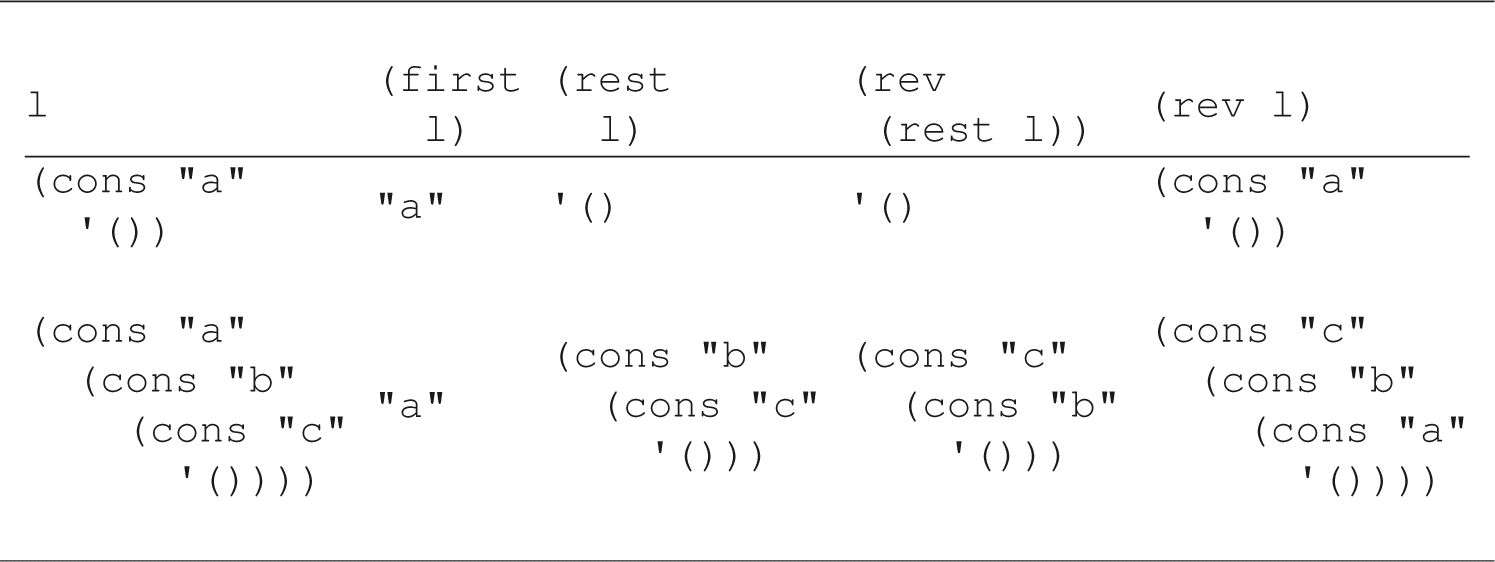 l
(first
l)
(rest
l)
(rev
(rest l))
(rev l)
(cons "a"
'())
"a"
'()
'()
(cons "a"
'())
(cons "a"
(cons "b"
(cons "c"
'())))
"a"
(cons "b"
(cons "c"
'()))
(cons "c"
(cons "b"
'()))
(cons "c"
(cons "b"
(cons "a"
'())))